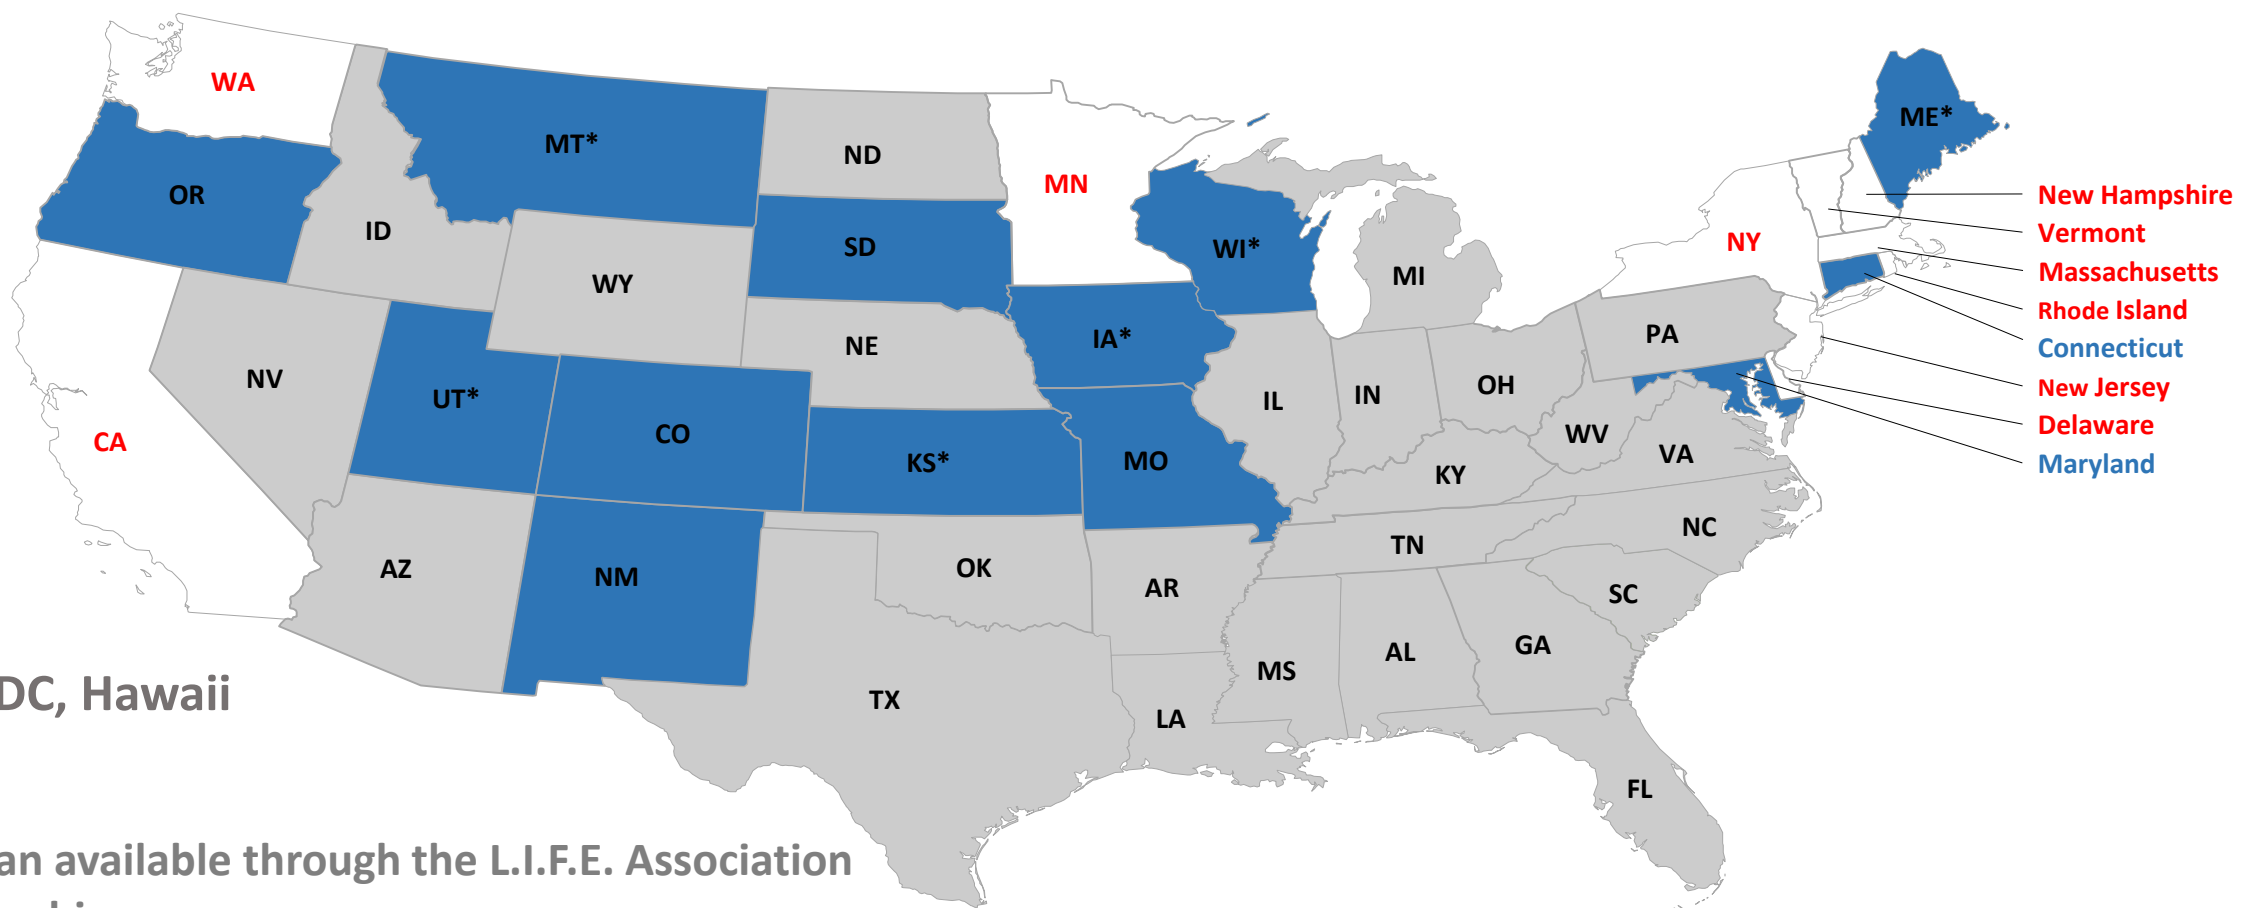 WA
MT*
ND
MN
ME*
OR
ID
SD
WI*
MI
NY
New Hampshire
Vermont
Massachusetts
Rhode Island
Connecticut
New Jersey
Delaware
Maryland
WY
NE
IA*
PA
NV
UT*
CO
KS*
MO
IL
IN
OH
WV
VA
KY
CA
AZ
NM
OK
AR
TN
NC
SC
TX
LA
MS
AL
GA
FL
DC, Hawaii
an available through the L.I.F.E. Association